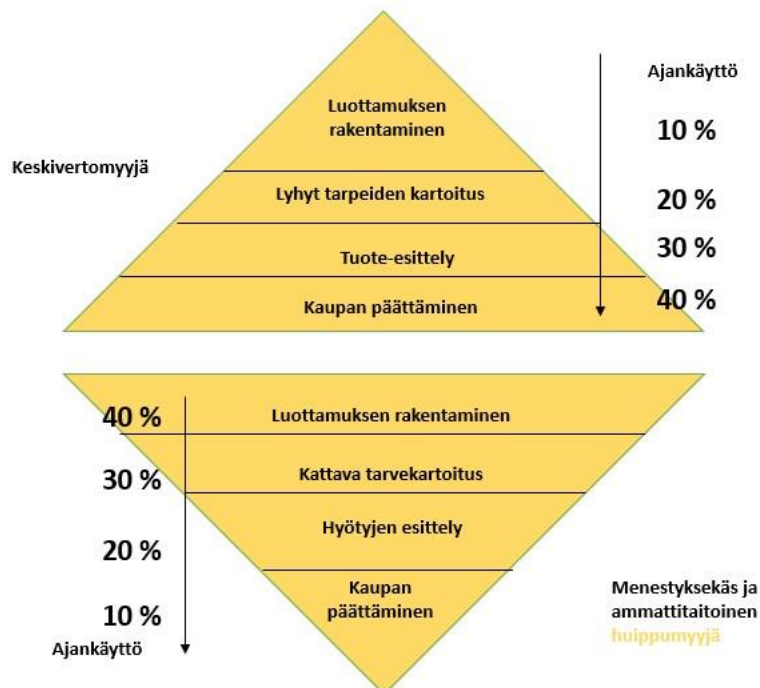 Ajankäyttö
Luottamuksen
rakentaminen
10 %
Keskivertomyyjä
Lyhyt tarpeiden kartoitus
20 %
Tuote-esittely
30 %
Kaupan päättäminen
40 %
40 %
Luottamuksen rakentaminen
30 %
Kattava tarvekartoitus
20 %
Hyötyjen esittely
10 %
Kaupan
päättäminen
Ajankäyttö
Menestyksekäs ja
ammattitaitoinen
huippumyyjä